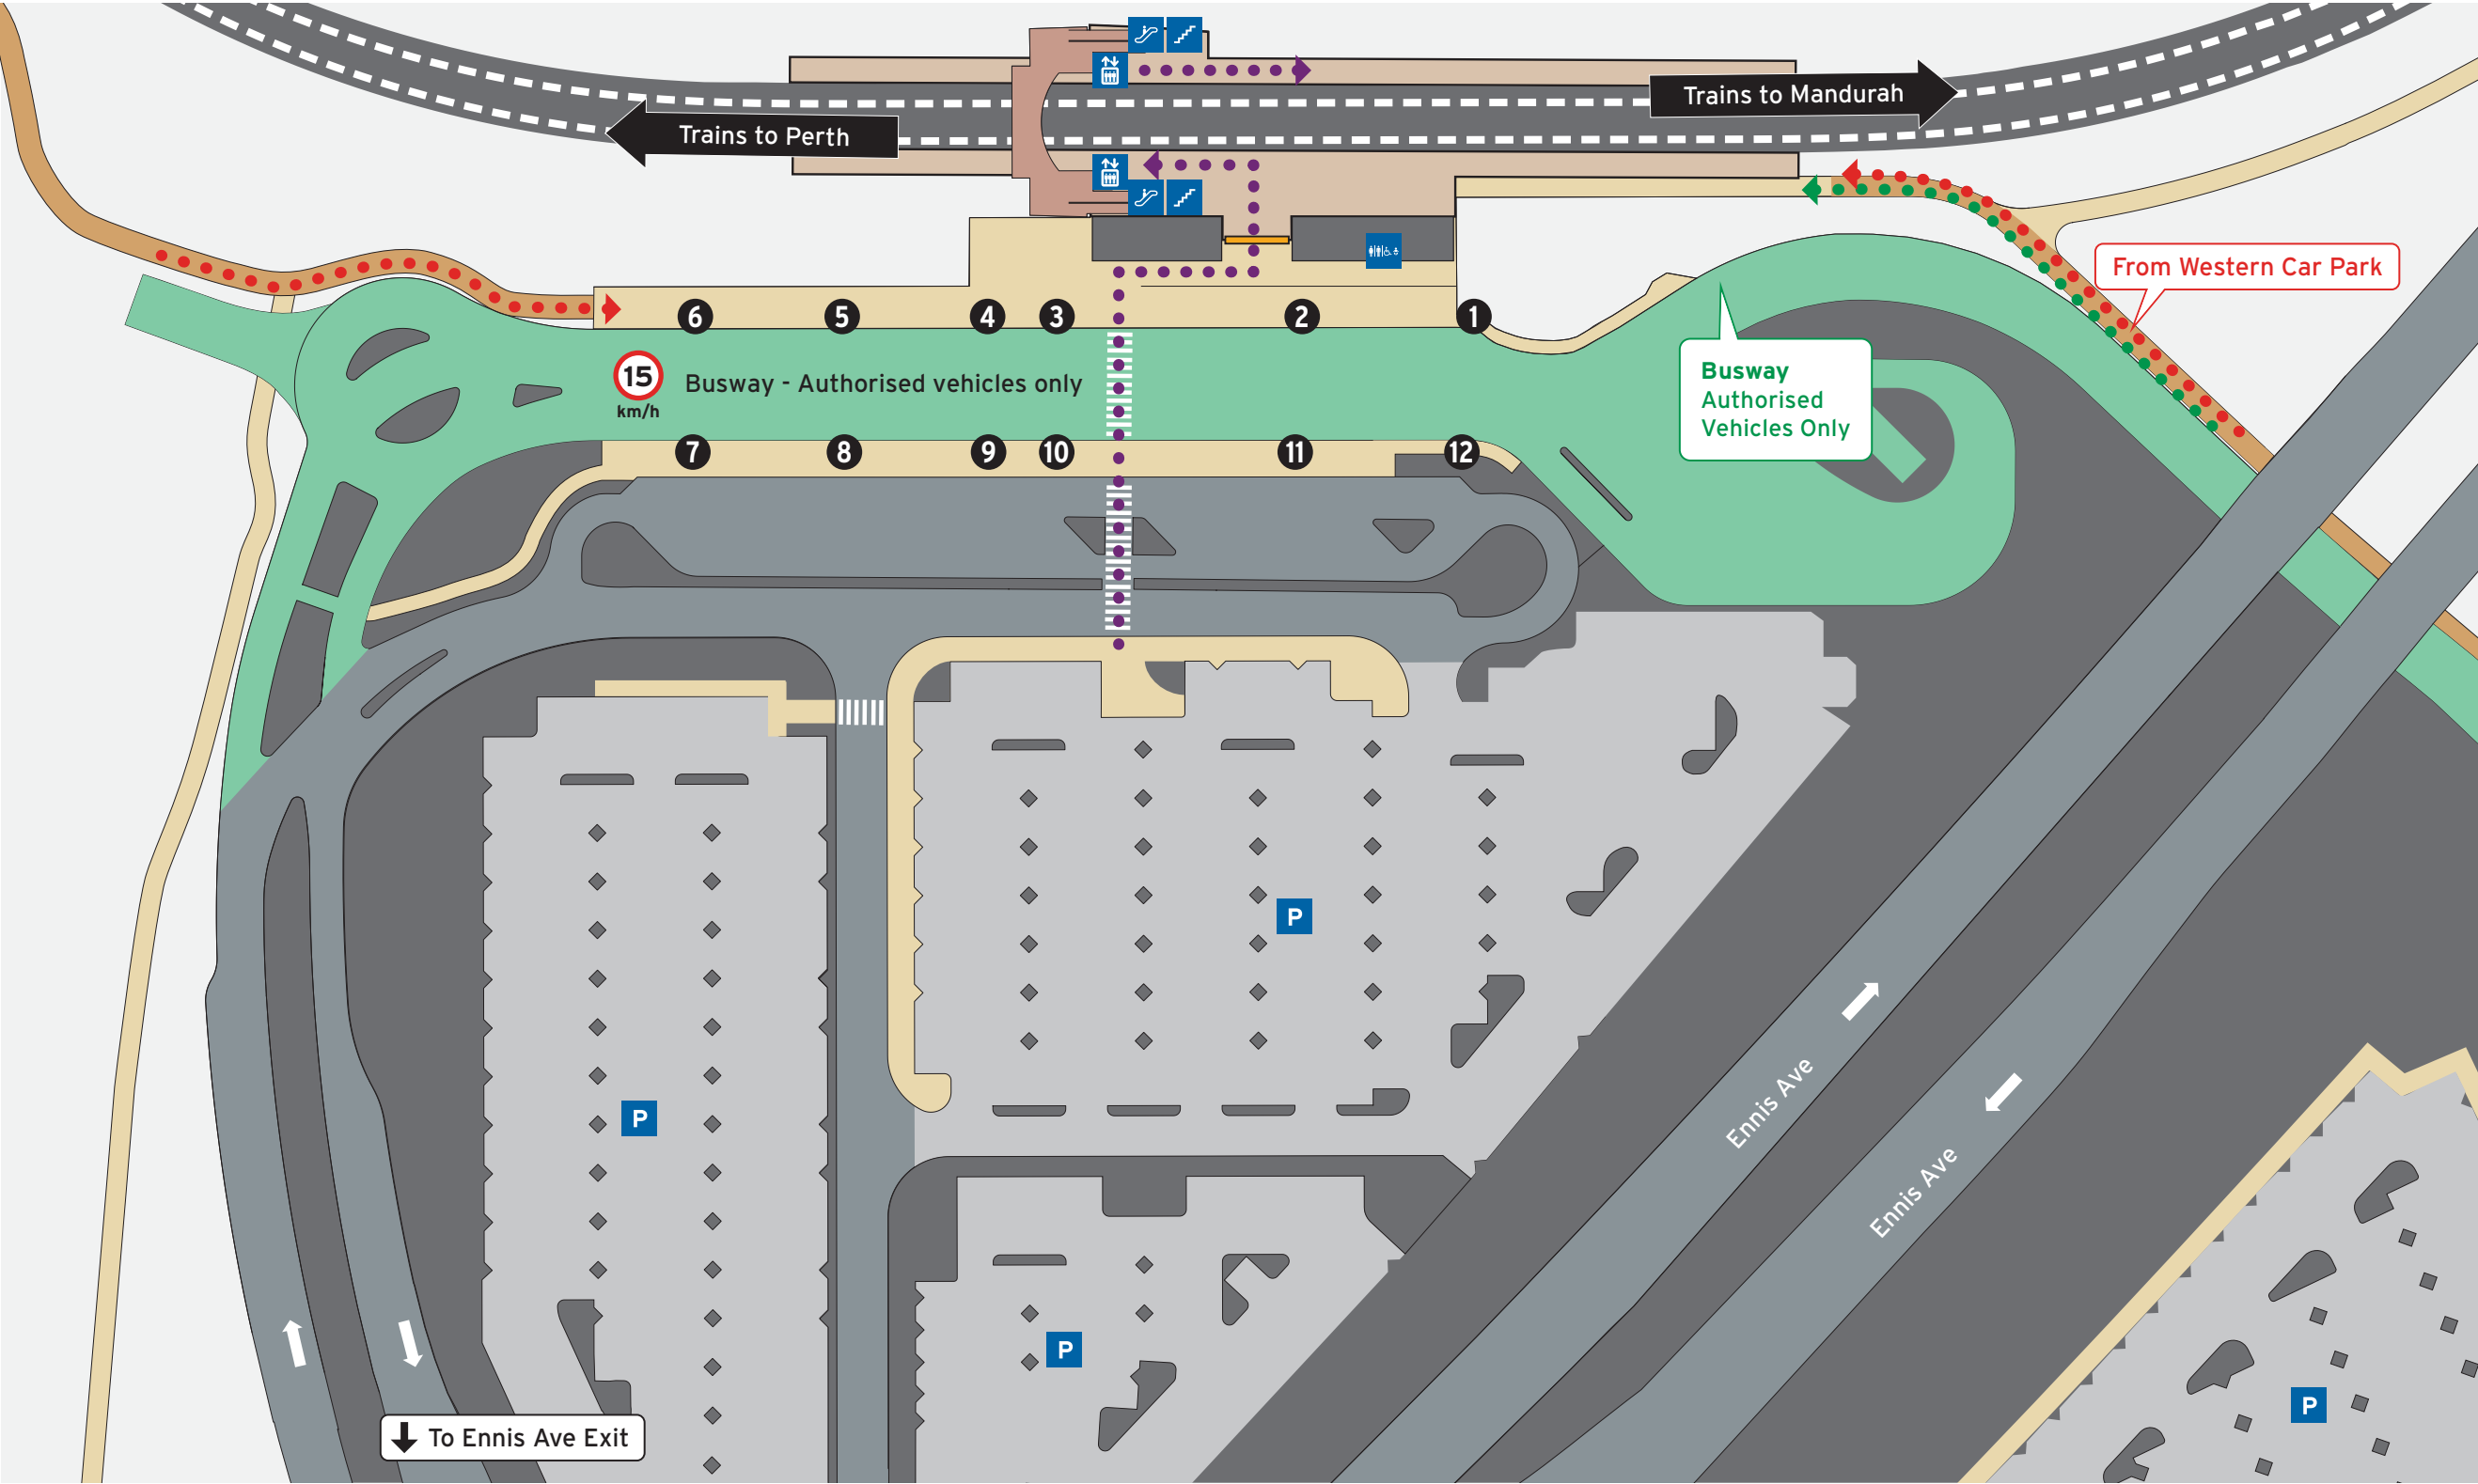 Trains to Mandurah
Trains to Perth
From Western Car Park
6
5
4
3
2
1
15
km/h
Busway - Authorised vehicles only
Busway
Authorised
Vehicles Only
7
8
9
10
11
12
P
P
P
P
Ennis Ave
Ennis Ave
To Ennis Ave Exit